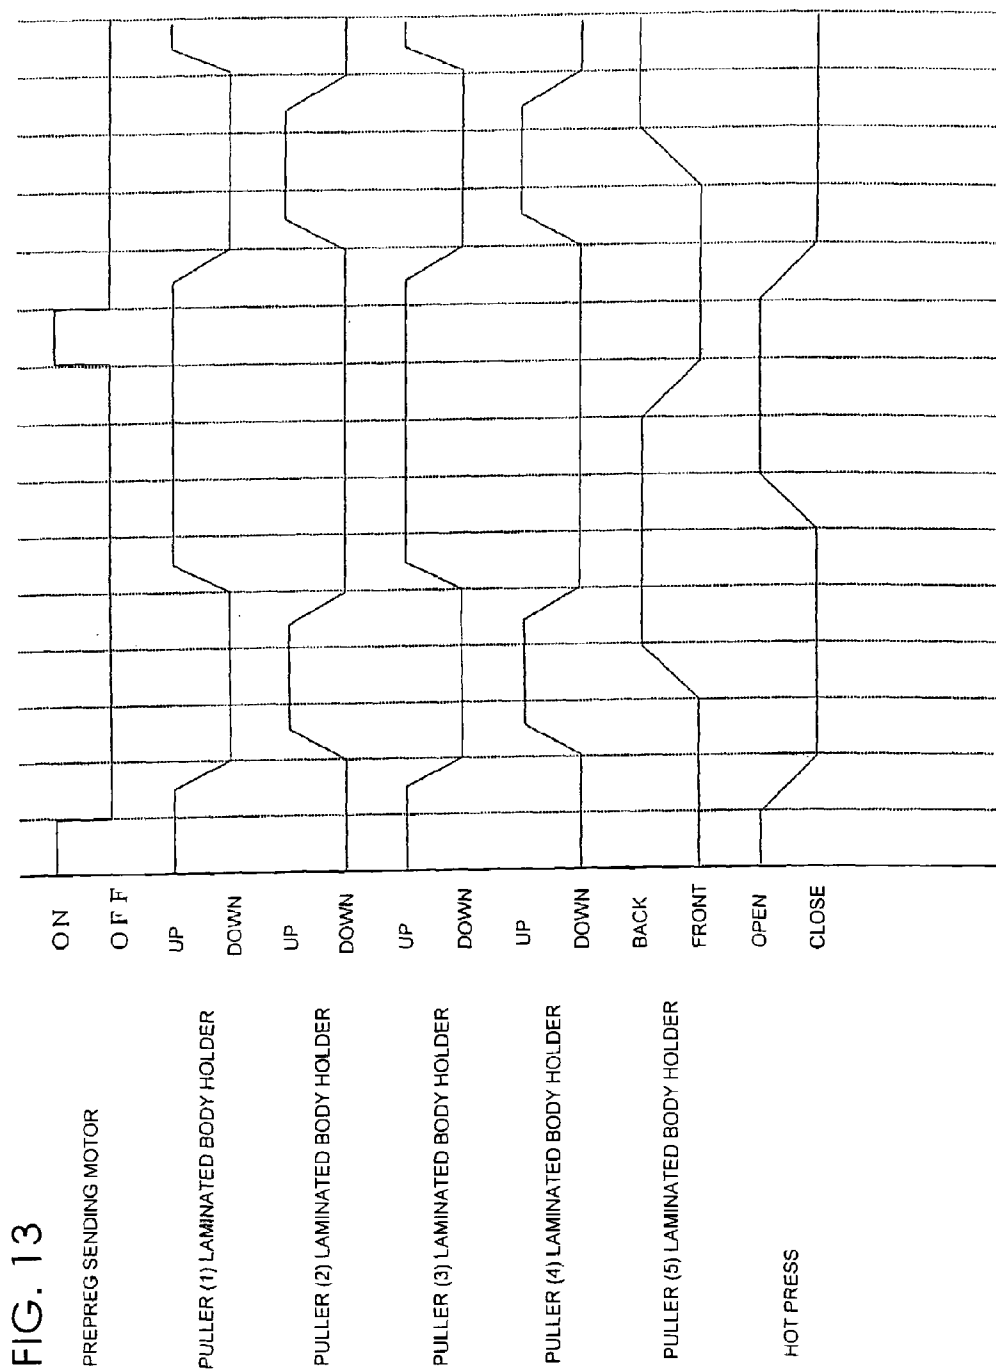 FIG. 13
PREPREG SENDING MOTOR
ON
OFF
PULLER (1) LAMINATED BODY HOLDER
UP
DOWN
PULLER (2) LAMINATED BODY HOLDER
UP
DOWN
PULLER (3) LAMINATED BODY HOLDER
UP
DOWN
PULLER (4) LAMINATED BODY HOLDER
UP
DOWN
PULLER (5) LAMINATED BODY HOLDER
BACK
FRONT
HOT PRESS
OPEN
CLOSE